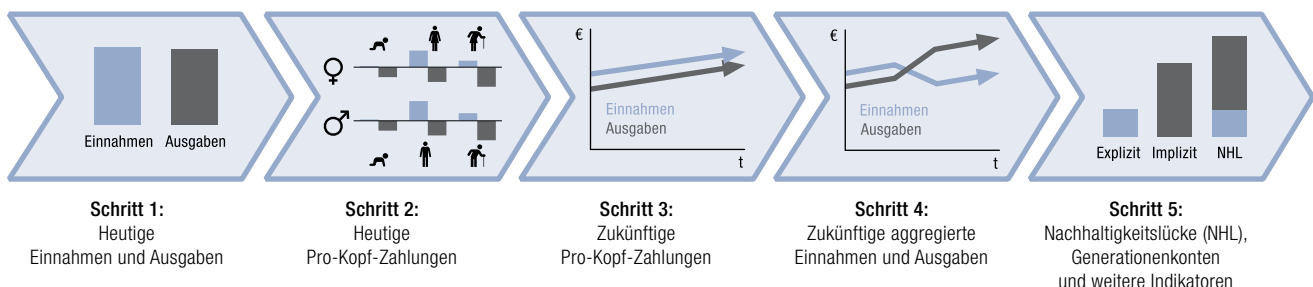 Einnahmen Ausgaben
€
Einnahmen
Ausgaben
t
€
Einnahmen
Ausgaben
t
Explizit Implizit NHL
Schritt 1:
Heutige
Einnahmen und Ausgaben
Schritt 2:
Heutige
Pro-Kopf-Zahlungen
Schritt 3:
Zukünftige
Pro-Kopf-Zahlungen
Schritt 4:
Zukünftige aggregierte
Einnahmen und Ausgaben
Schritt 5:
Nachhaltigkeitslücke (NHL),
Generationenkonten
und weitere Indikatoren